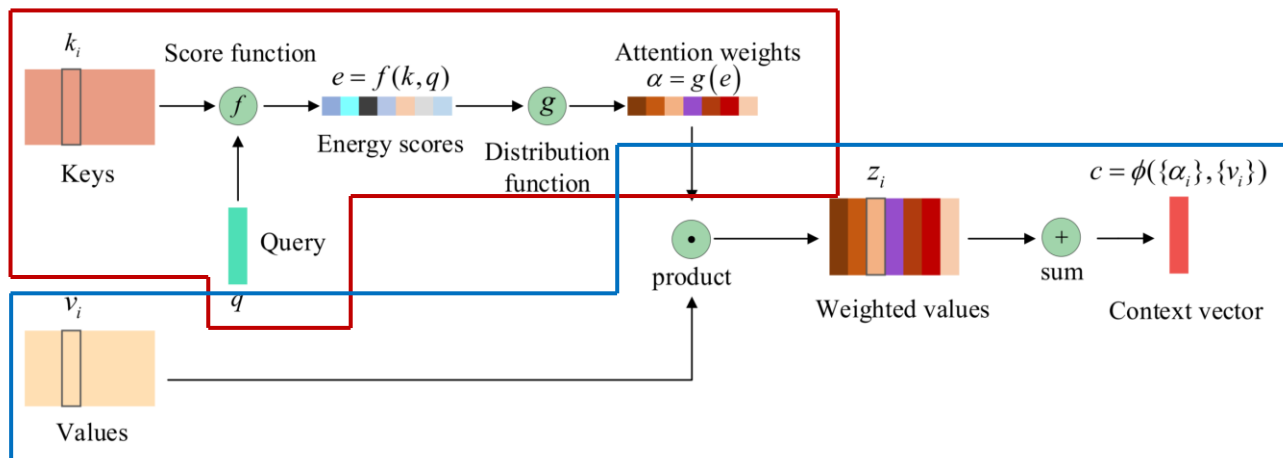 k_i
Score function
Attention weights
e = f(k, q)
α = g(e)
f
g
Keys
Energy scores
Distribution
function
z_i
c = ϕ({α_i}, {v_i})
Query
q
•
+
product
sum
v_i
Weighted values
Context vector
Values